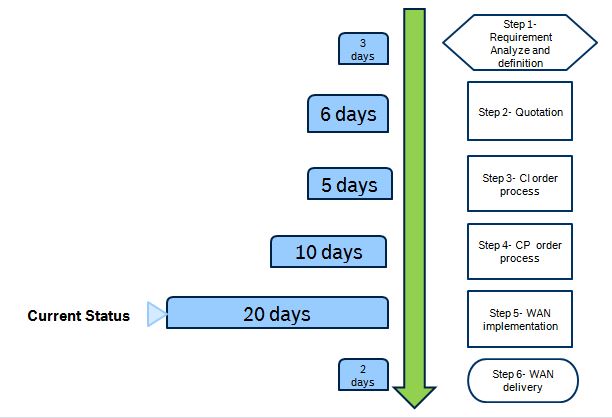 3
days
Step 1-
Requirement
Analyze and
definition
6 days
Step 2- Quotation
5 days
Step 3- CI order
process
10 days
Step 4- CP order
process
Current Status
20 days
Step 5- WAN
implementation
2
days
Step 6- WAN
delivery